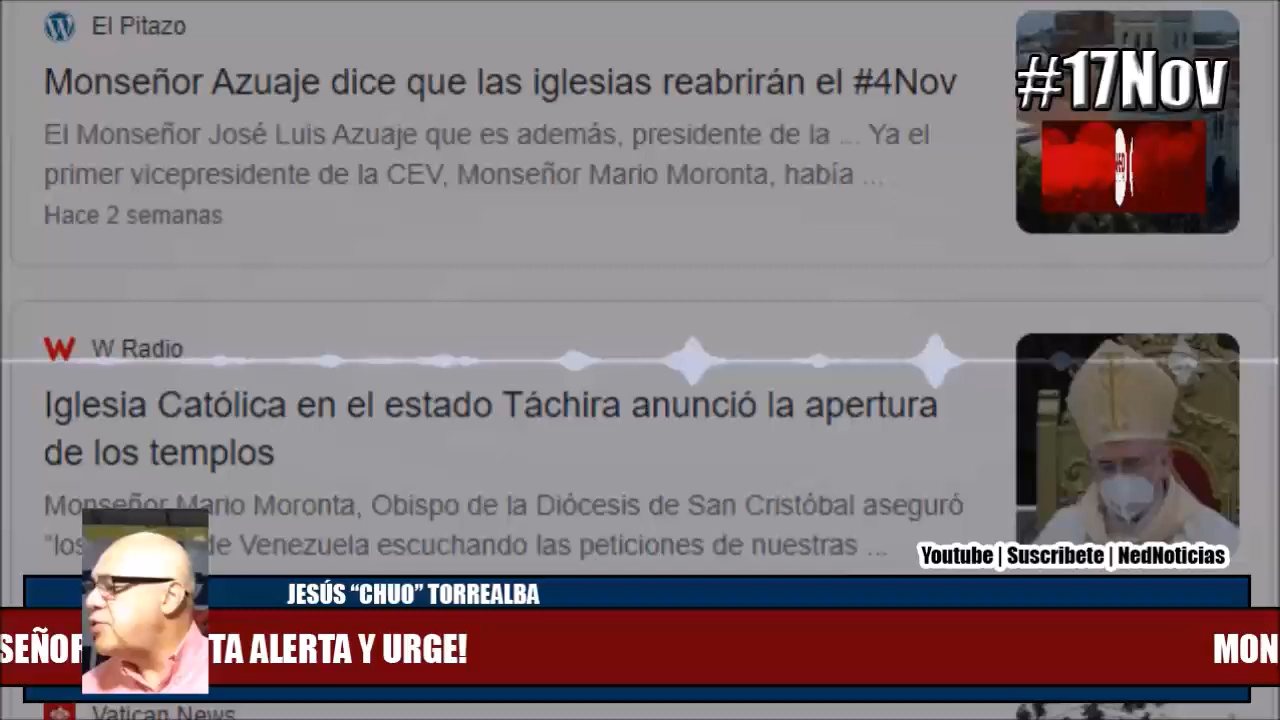 El Pitazo
#17Nov
Monseñor Azuaje dice que las iglesias reabrirán el #4Nov
El Monseñor José Luis Azuaje que es además, presidente de la ... Ya el
primer vicepresidente de la CEV, Monseñor Mario Moronta, había ...
Hace 2 semanas
W Radio
Iglesia Católica en el estado Táchira anunció la apertura
de los templos
Monseñor Mario Moronta, Obispo de la Diócesis de San Cristóbal aseguró
“los de Venezuela escuchando las peticiones de nuestras ...
Youtube | Suscribete | NedNoticias
JESÚS “CHUO” TORREALBA
SEÑOR TA ALERTA Y URGE! MON
Vatican News